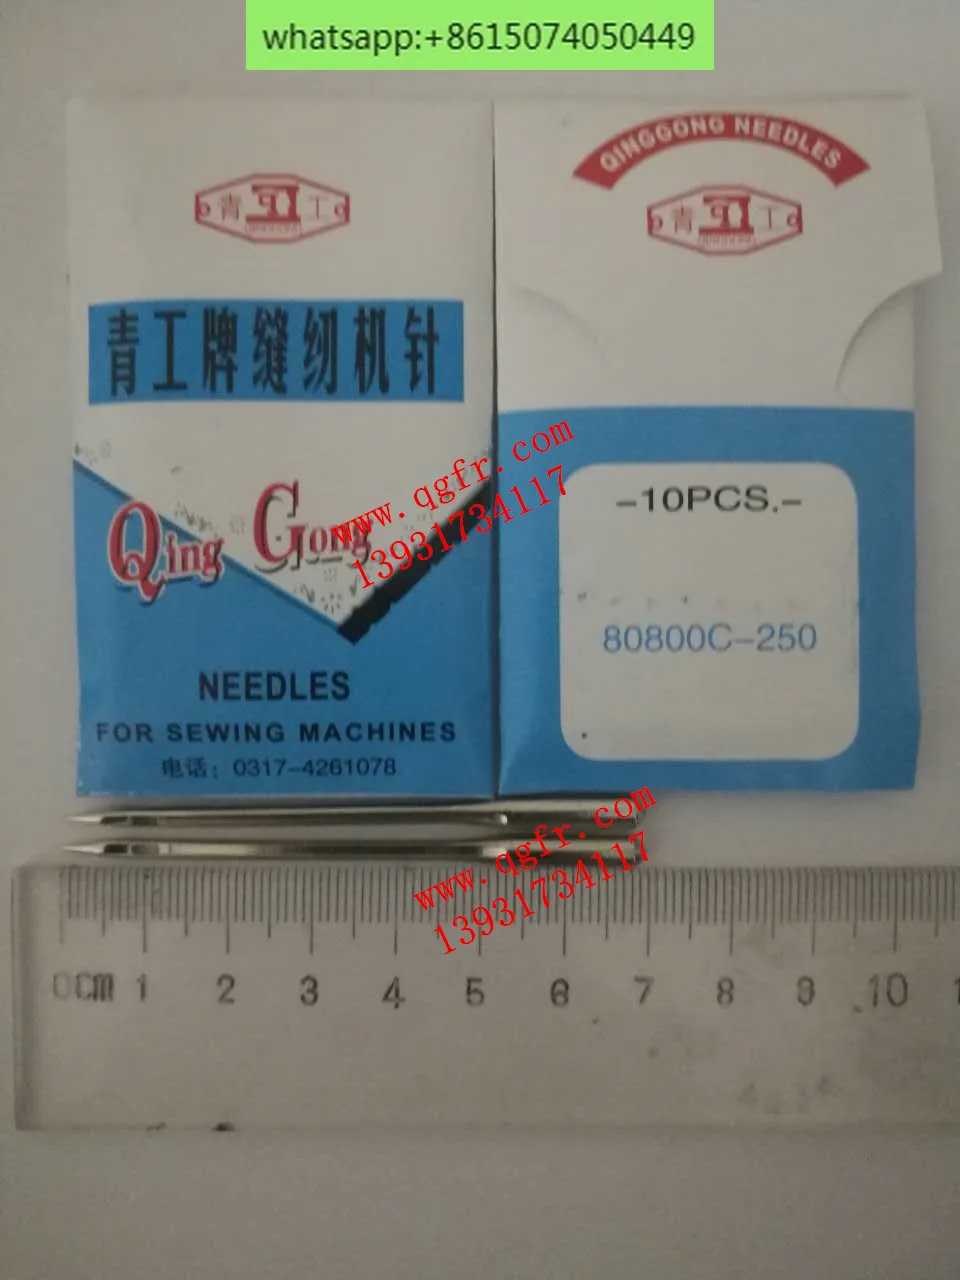 whatsapp:+8615074050449
青 工
青工牌缝纫机针
Qing Gong
NEEDLES
FOR SEWING MACHINES
电话：0317-4261078
QINGGONG NEEDLES
青 工
-10PCS.-
80800C-250
www.qgfr.com
13931734117
www.qgfr.com
13931734117
0CM 1 2 3 4 5 6 7 8 9 10